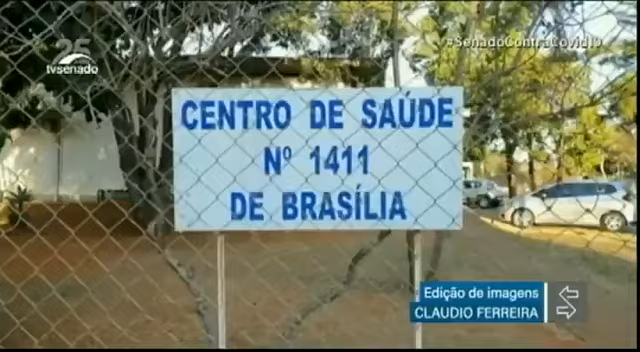 25
tvsenado
#SenadoContraCovid19
CENTRO DE SAÚDE
Nº 1411
DE BRASÍLIA
Edição de imagens
CLAUDIO FERREIRA